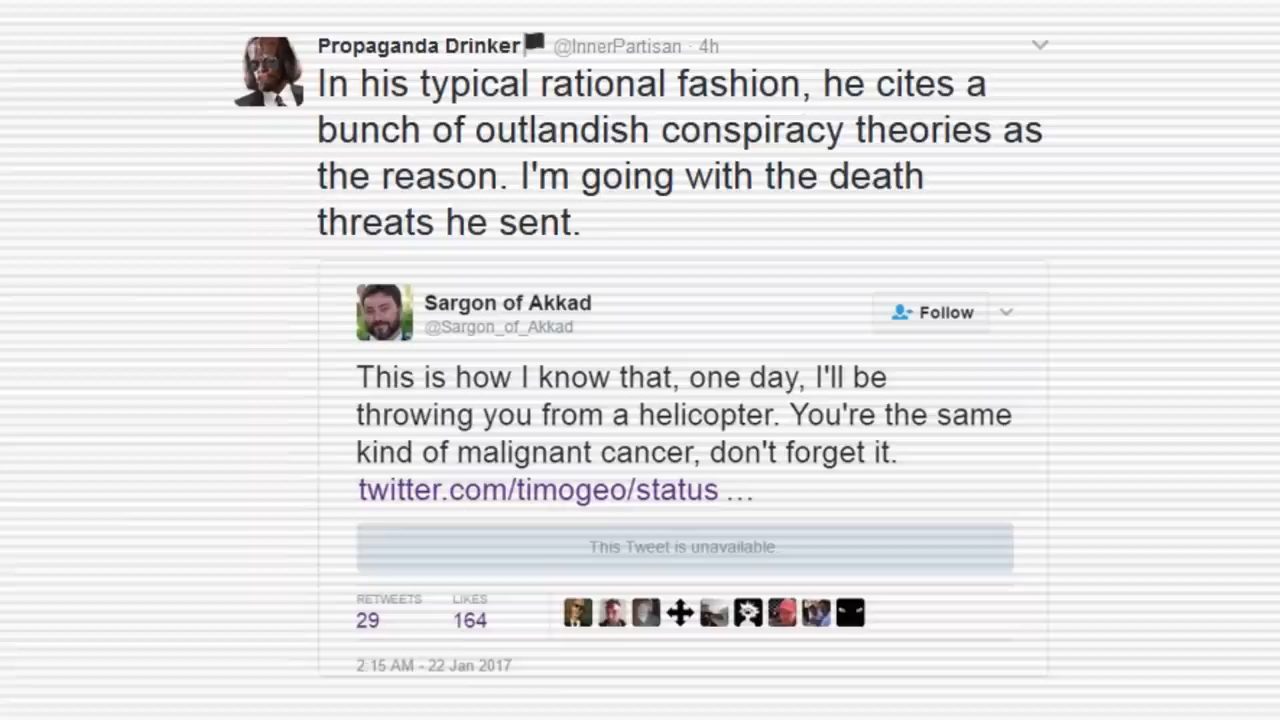 Propaganda Drinker🏴 @InnerPartisan · 4h
In his typical rational fashion, he cites a
bunch of outlandish conspiracy theories as
the reason. I'm going with the death
threats he sent.
Sargon of Akkad
@Sargon_of_Akkad
Follow
This is how I know that, one day, I'll be
throwing you from a helicopter. You're the same
kind of malignant cancer, don't forget it.
twitter.com/timogeo/status ...
This Tweet is unavailable.
RETWEETS LIKES
29 164
2:15 AM - 22 Jan 2017